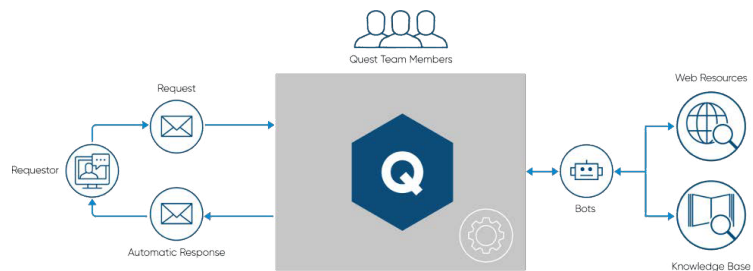 Quest Team Members
Web Resources
Request
Q
Requestor
Bots
Automatic Response
Knowledge Base